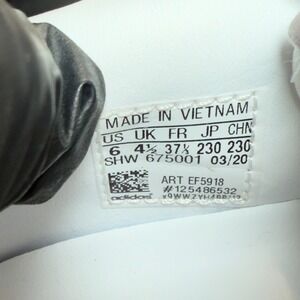 MADE IN VIETNAM
US UK FR JP CHN
6 4½ 37⅓ 230 230
SHW 675001 03/20
ART EF5918
#125486532
adidas